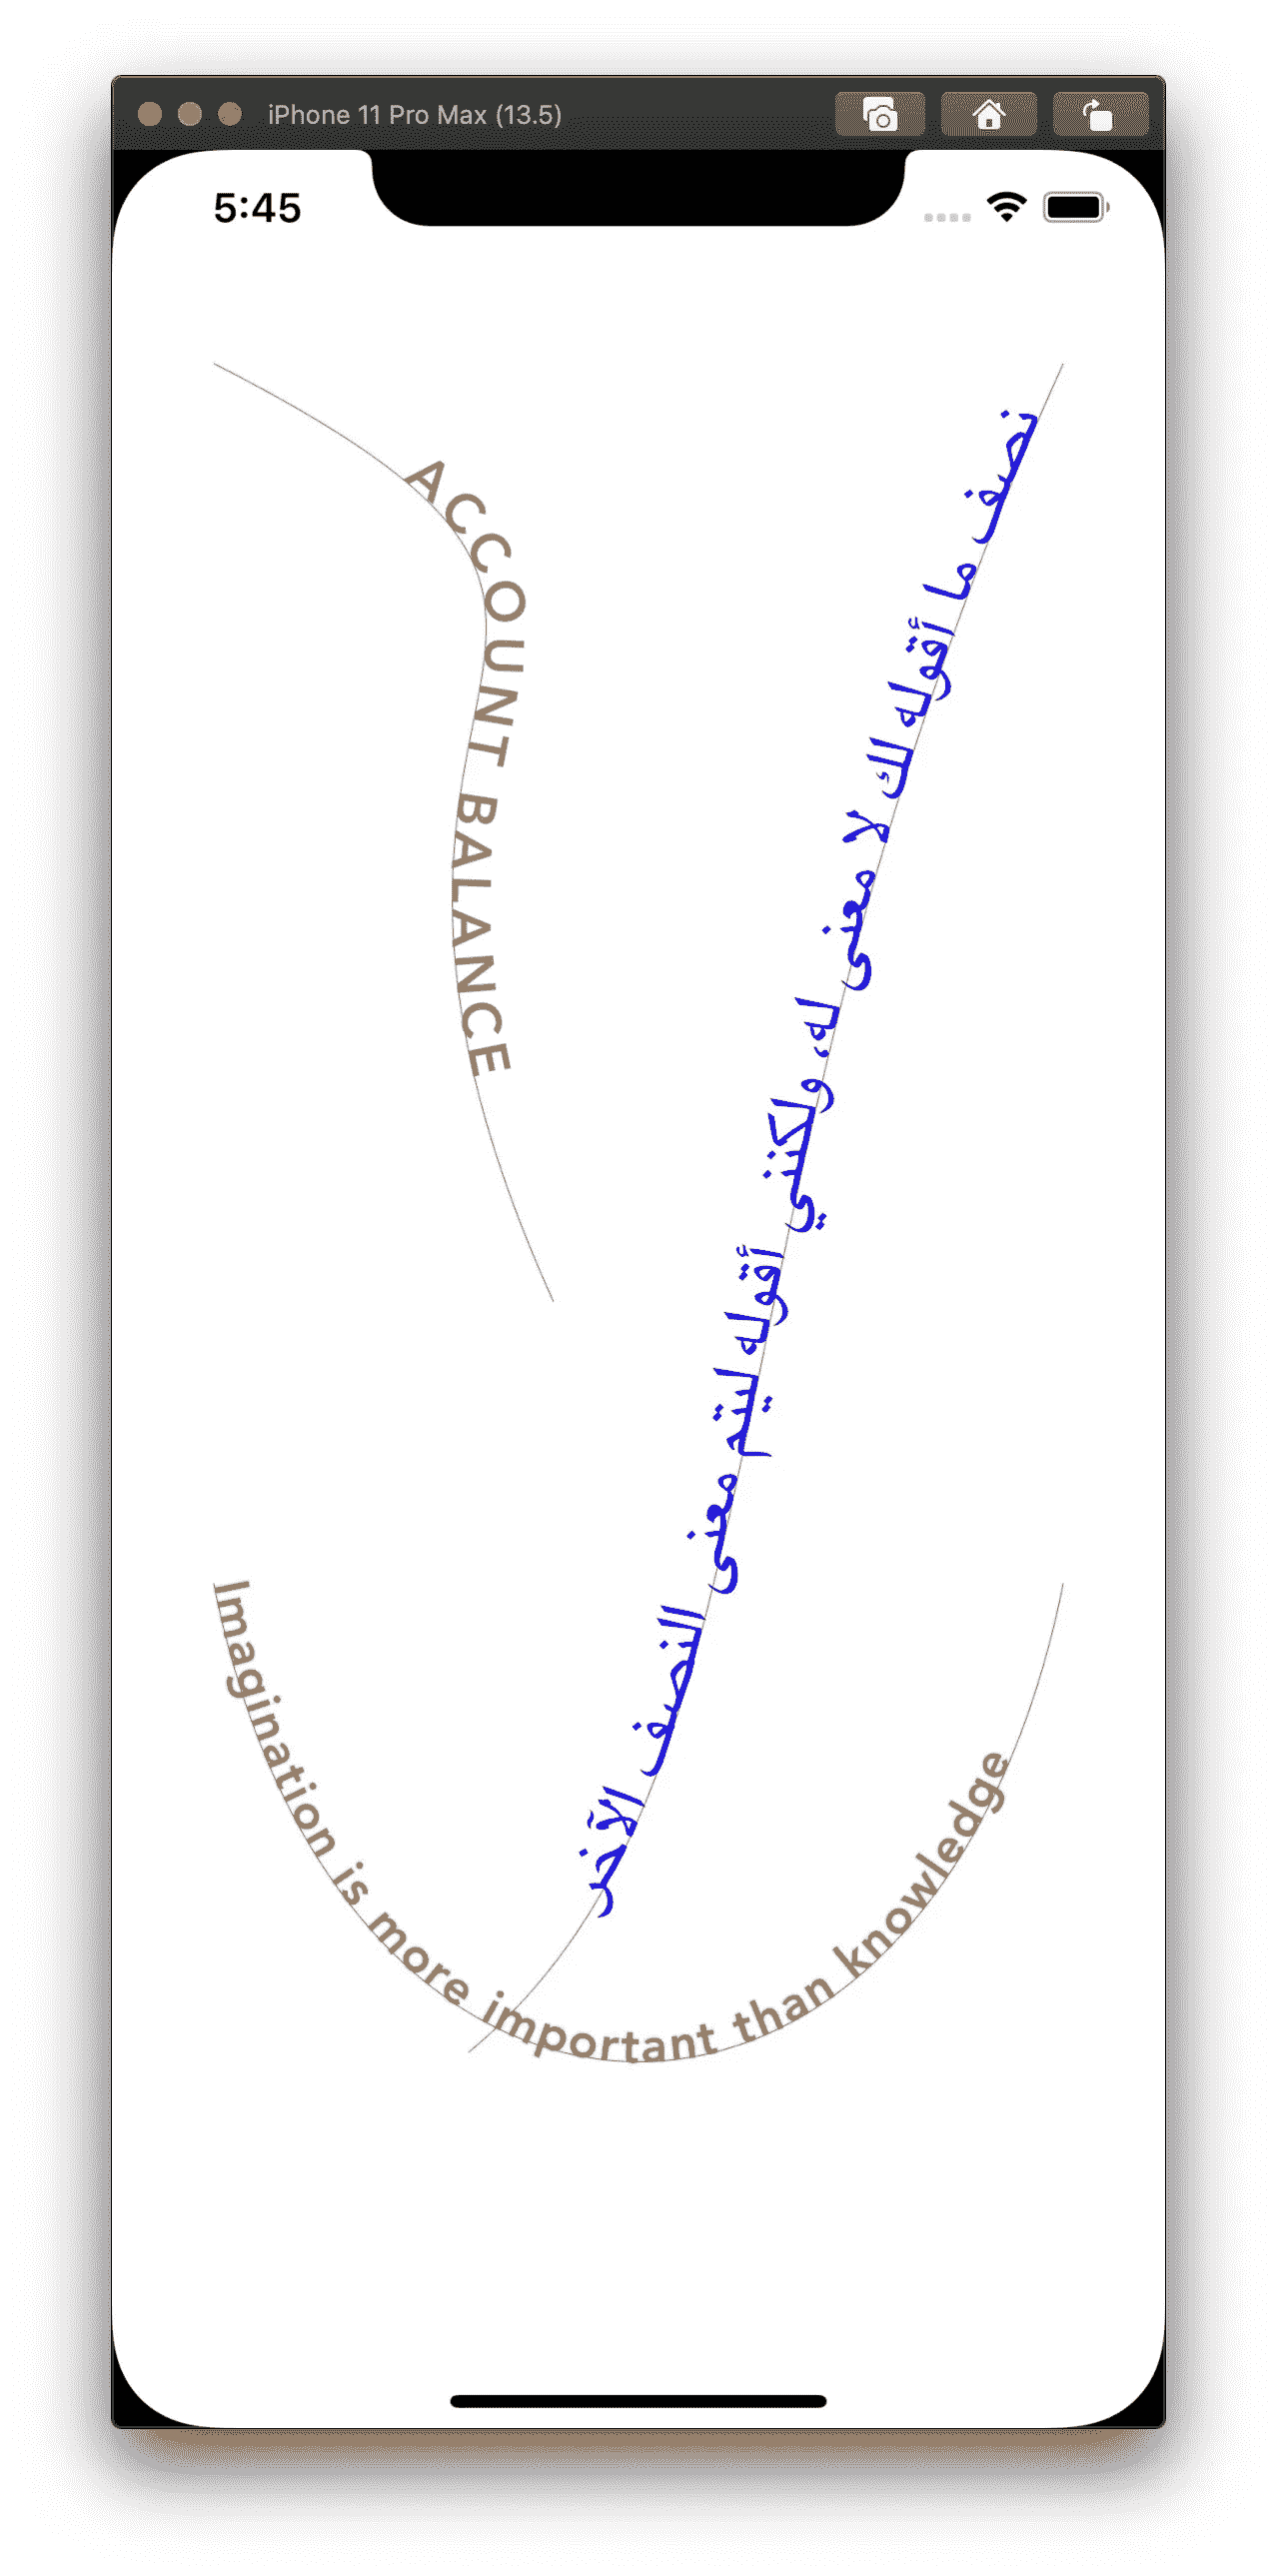 iPhone 11 Pro Max (13.5)
5:45
ACCOUNT BALANCE
نصف ما أقوله لك لا معنى له، ولكنني أقوله ليتم معنى النصف الآخر
Imagination is more important than knowledge